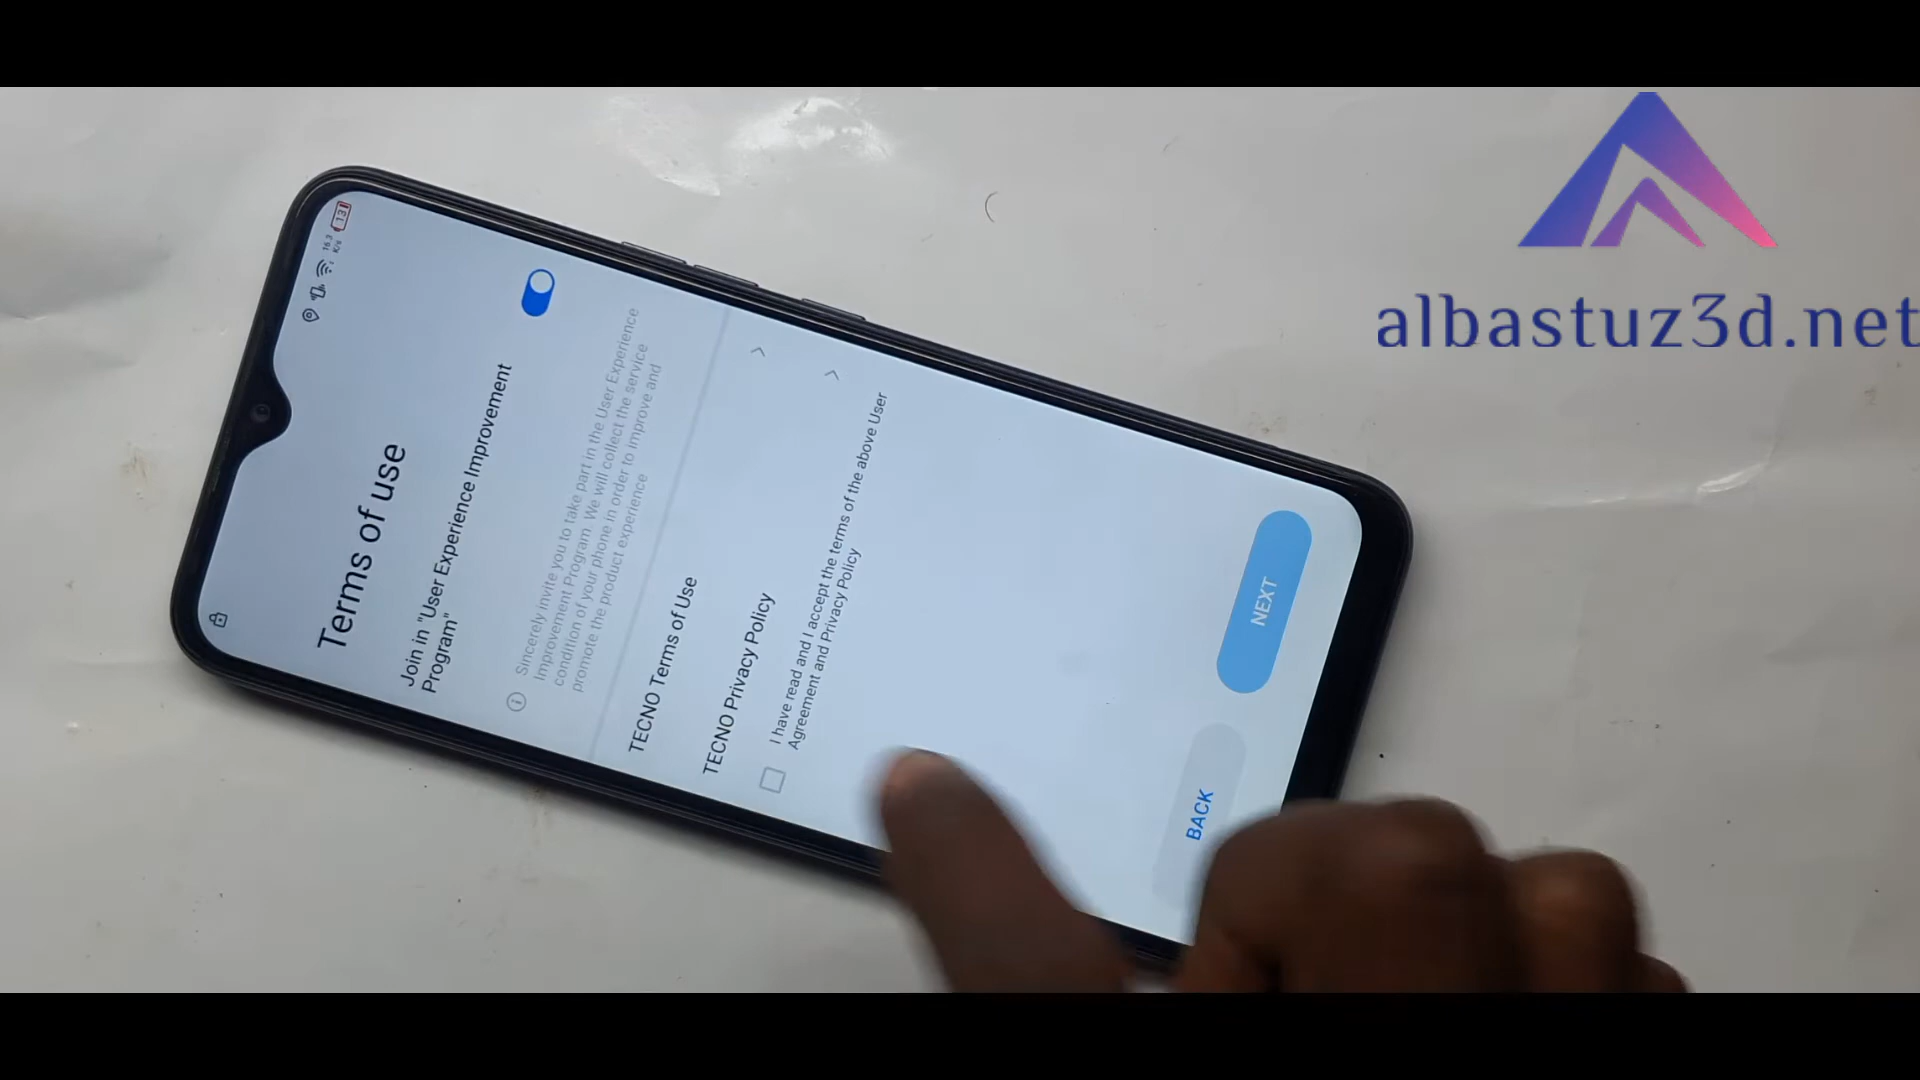 13
16.3
K/s
Terms of use
Join in "User Experience Improvement
Program"
Sincerely invite you to take part in the User Experience
Improvement Program. We will collect the service
condition of your phone in order to improve and
promote the product experience
TECNO Terms of Use
TECNO Privacy Policy
I have read and I accept the terms of the above User
Agreement and Privacy Policy
BACK
NEXT
albastuz3d.net